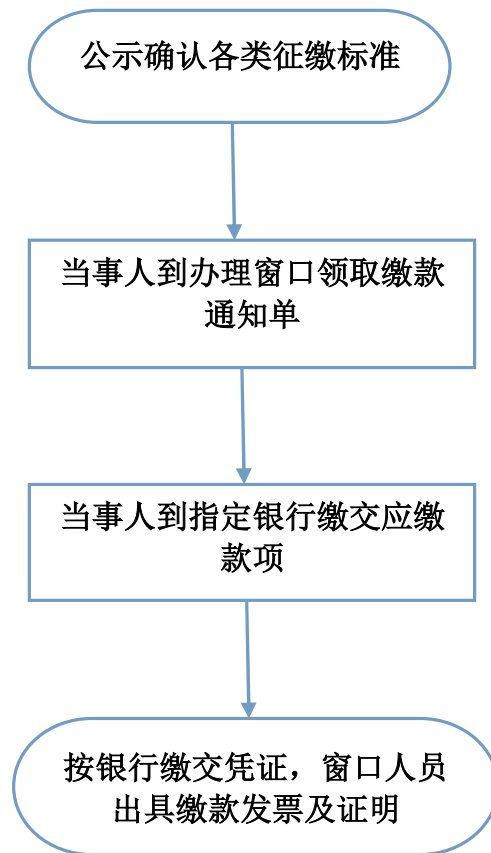 公示确认各类征缴标准
当事人到办理窗口领取缴款
通知单
当事人到指定银行缴交应缴
款项
按银行缴交凭证，窗口人员
出具缴款发票及证明